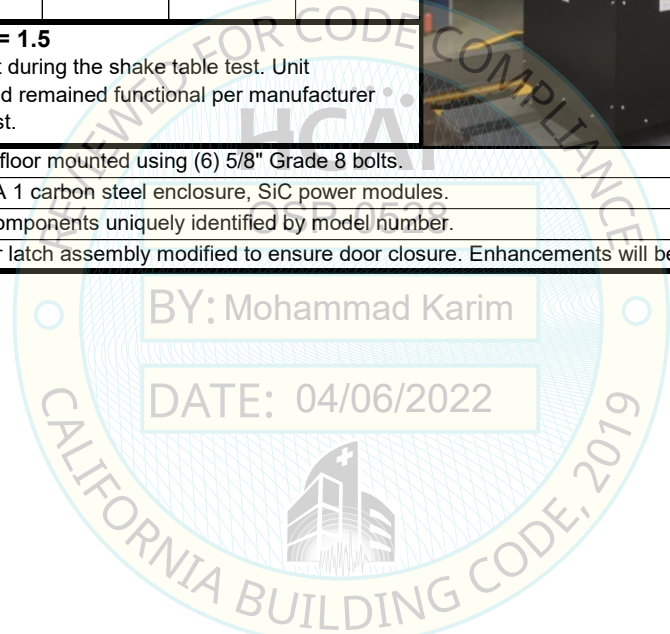 = 1.5
during the shake table test. Unit
remained functional per manufacturer
floor mounted using (6) 5/8" Grade 8 bolts.
1 carbon steel enclosure, SiC power modules.
uniquely identified by model number.
latch assembly modified to ensure door closure. Enhancements will be
REVIEWED FOR CODE COMPLIANCE
HCAi
OSP-0528
BY: Mohammad Karim
DATE: 04/06/2022
CALIFORNIA BUILDING CODE, 2019